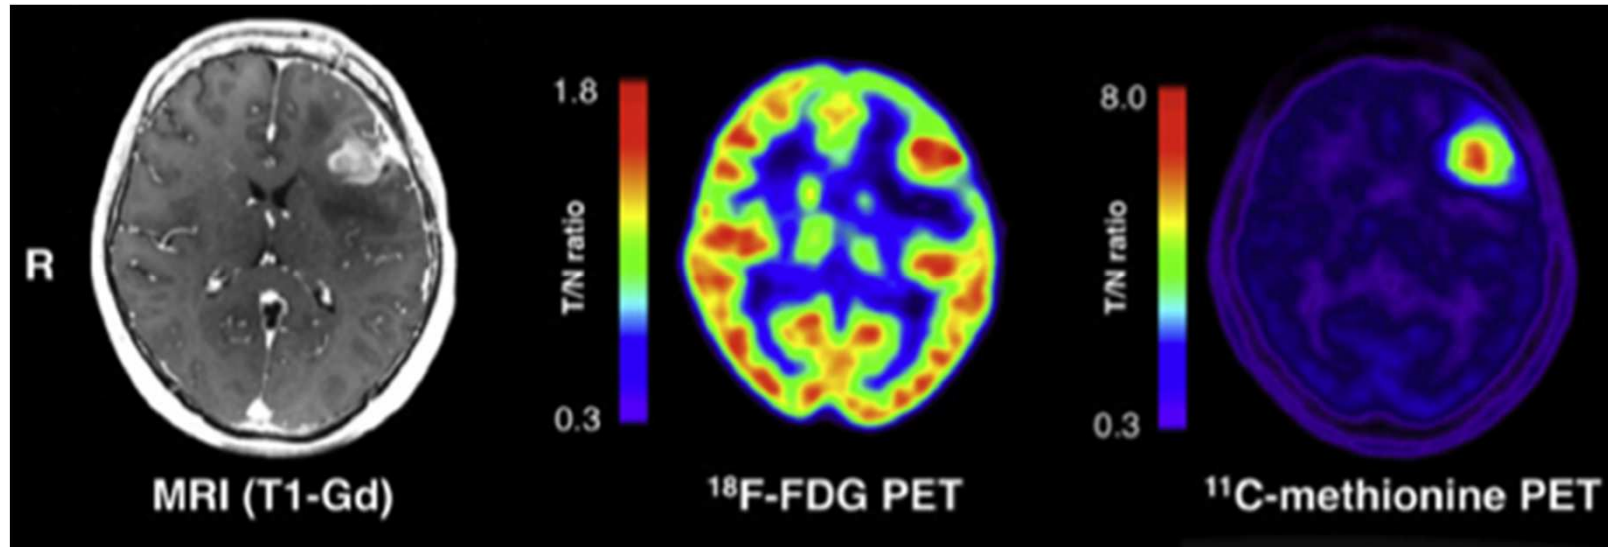 R
MRI (T1-Gd)
1.8
T/N ratio
0.3
¹⁸F-FDG PET
8.0
T/N ratio
0.3
¹¹C-methionine PET